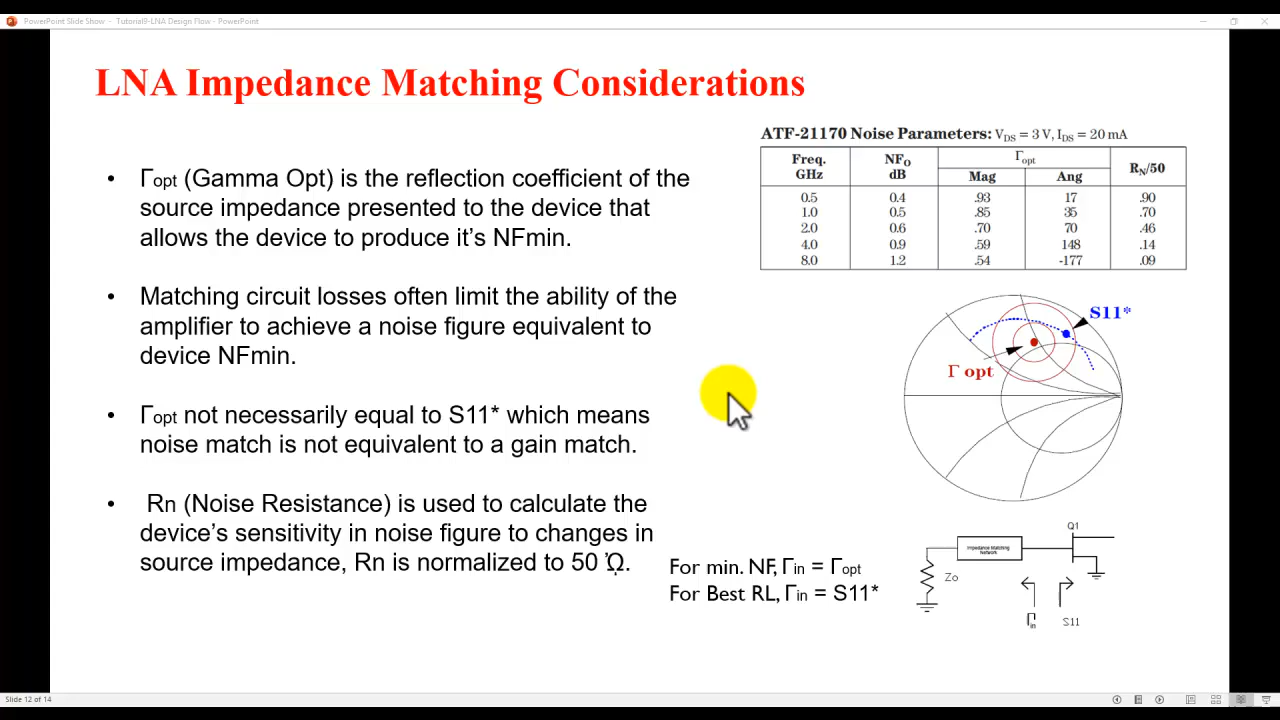 PowerPoint Slide Show - Tutorial9-LNA Design Flow - PowerPoint
LNA Impedance Matching Considerations
• Γopt (Gamma Opt) is the reflection coefficient of the
source impedance presented to the device that
allows the device to produce it's NFmin.
• Matching circuit losses often limit the ability of the
amplifier to achieve a noise figure equivalent to
device NFmin.
• Γopt not necessarily equal to S11* which means
noise match is not equivalent to a gain match.
• Rn (Noise Resistance) is used to calculate the
device's sensitivity in noise figure to changes in
source impedance, Rn is normalized to 50 Ω.
ATF-21170 Noise Parameters: VDS = 3 V, IDS = 20 mA
Freq. GHz NFO dB Γopt Mag Ang RN/50
0.5 0.4 .93 17 .90
1.0 0.5 .85 35 .70
2.0 0.6 .70 70 .46
4.0 0.9 .59 148 .14
8.0 1.2 .54 -177 .09
S11*
Γ opt
For min. NF, Γin = Γopt
For Best RL, Γin = S11*
Q1
Impedance Matching
Network
Zo
Γin S11
Slide 12 of 14